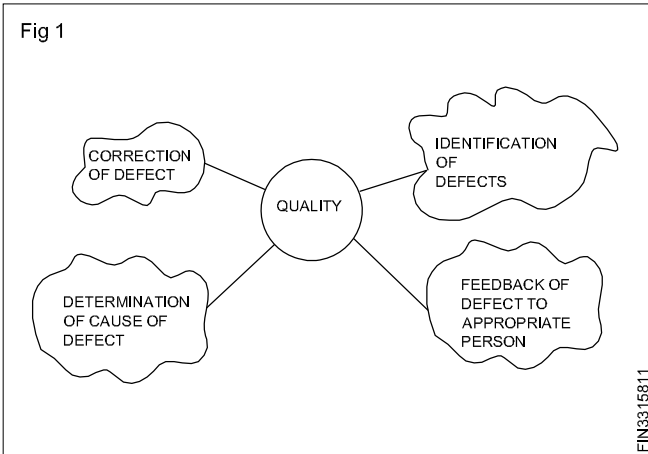 Fig 1
CORRECTION
OF DEFECT
IDENTIFICATION
OF
DEFECTS
QUALITY
DETERMINATION
OF CAUSE OF
DEFECT
FEEDBACK OF
DEFECT TO
APPROPRIATE
PERSON
FIN3315811